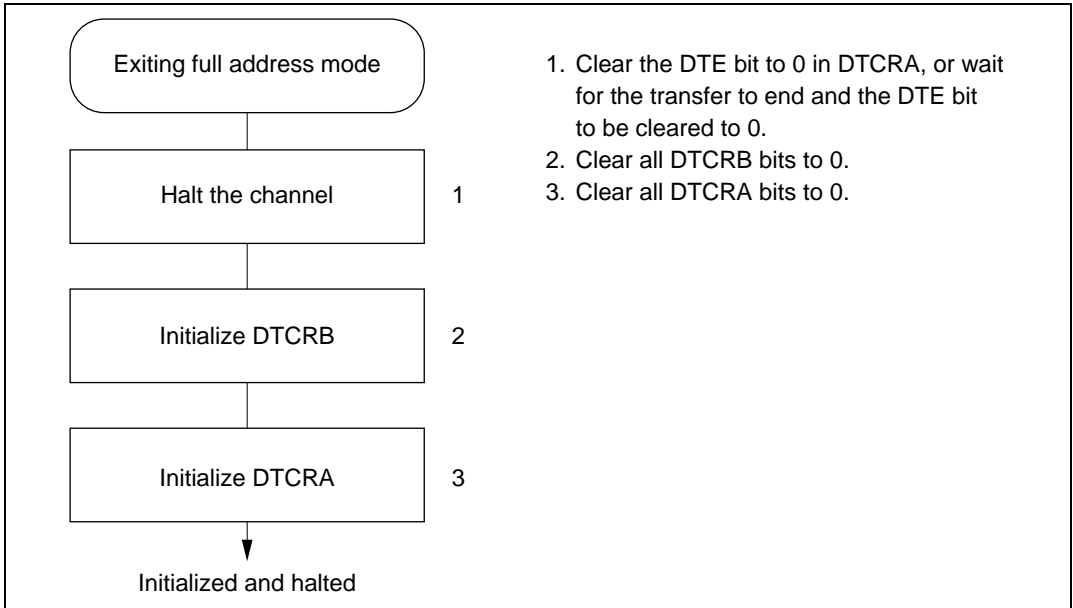 Exiting full address mode
Halt the channel
1
Initialize DTCRB
2
Initialize DTCRA
3
Initialized and halted
1. Clear the DTE bit to 0 in DTCRA, or wait
for the transfer to end and the DTE bit
to be cleared to 0.
2. Clear all DTCRB bits to 0.
3. Clear all DTCRA bits to 0.